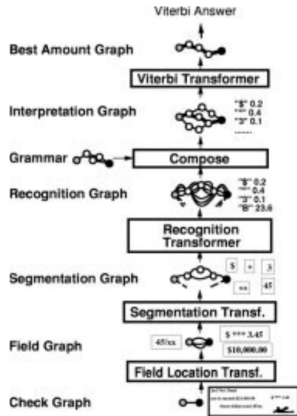 Viterbi Answer
Best Amount Graph
Viterbi Transformer
Interpretation Graph
"$" 0.2
"*" 0.4
"3" 0.1
......
Grammar
Compose
Recognition Graph
"$" 0.2
"*" 0.4
"3" 0.1
"B" 23.6
Recognition
Transformer
Segmentation Graph
$ * 3
** 45
Segmentation Transf.
Field Graph
45/xx
$ *** 3.45
$10,000.00
Field Location Transf.
Check Graph